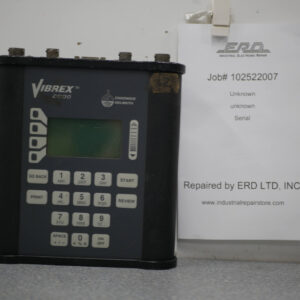 VIBREX™
2000
GO BACK
1
2
3
START
PRINT
4
5
6
REVIEW
7
8
9
SPACE
0
ON
OFF
ERD
Job# 102522007
Unknown
unknown
Serial
Repaired by ERD LTD, INC
www.industrialrepairstore.com